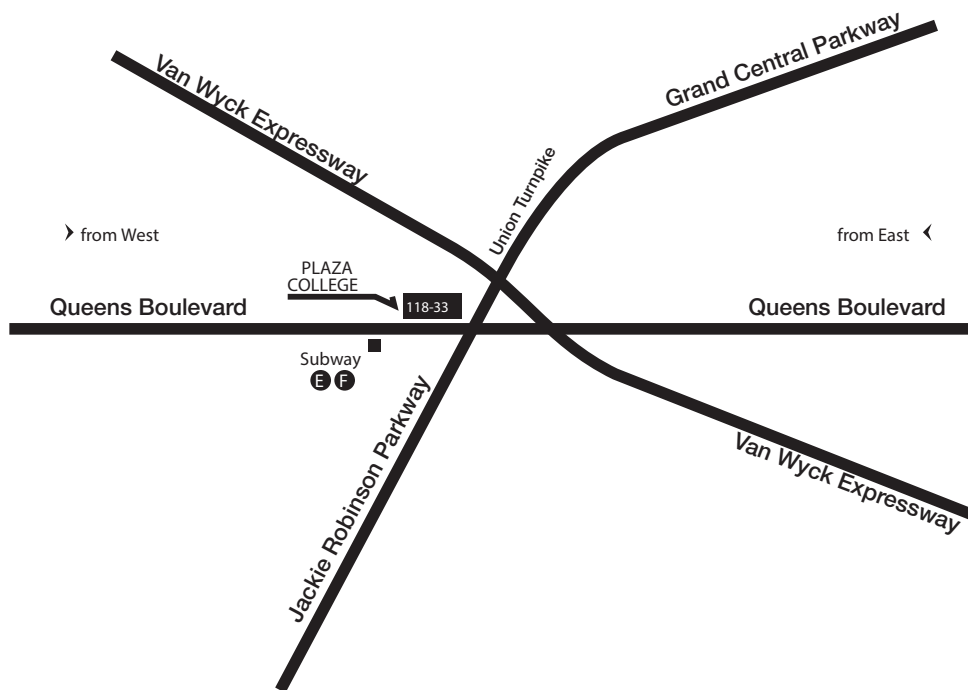 Van Wyck Expressway
Grand Central Parkway
Union Turnpike
from West
from East
PLAZA
COLLEGE
118-33
Queens Boulevard
Queens Boulevard
Subway
E F
Jackie Robinson Parkway
Van Wyck Expressway